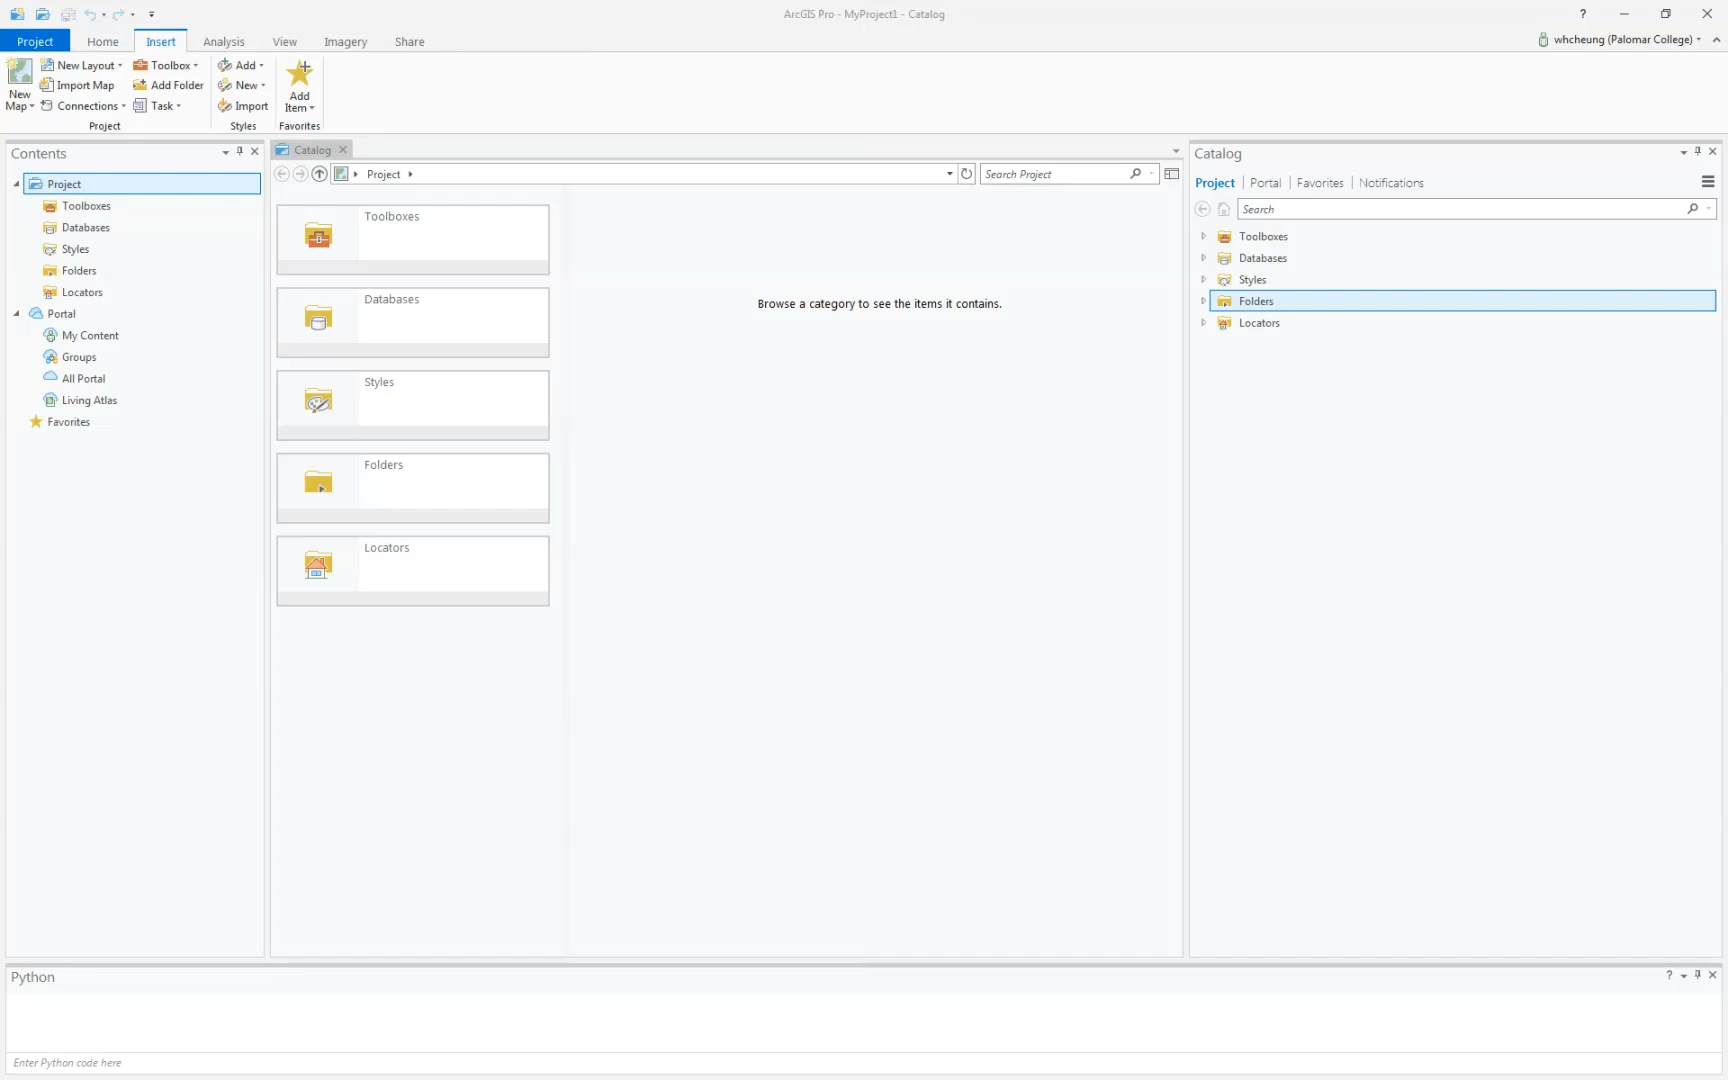 ArcGIS Pro - MyProject1 - Catalog
?
Project
Home
Insert
Analysis
View
Imagery
Share
whcheung (Palomar College)
New Map
New Layout
Import Map
Connections
Toolbox
Add Folder
Task
Project
Add
New
Import
Styles
Add Item
Favorites
Contents
Project
Toolboxes
Databases
Styles
Folders
Locators
Portal
My Content
Groups
All Portal
Living Atlas
Favorites
Catalog
Project
Search Project
Toolboxes
Databases
Styles
Folders
Locators
Browse a category to see the items it contains.
Catalog
Project | Portal | Favorites | Notifications
Search
Toolboxes
Databases
Styles
Folders
Locators
Python
?
Enter Python code here